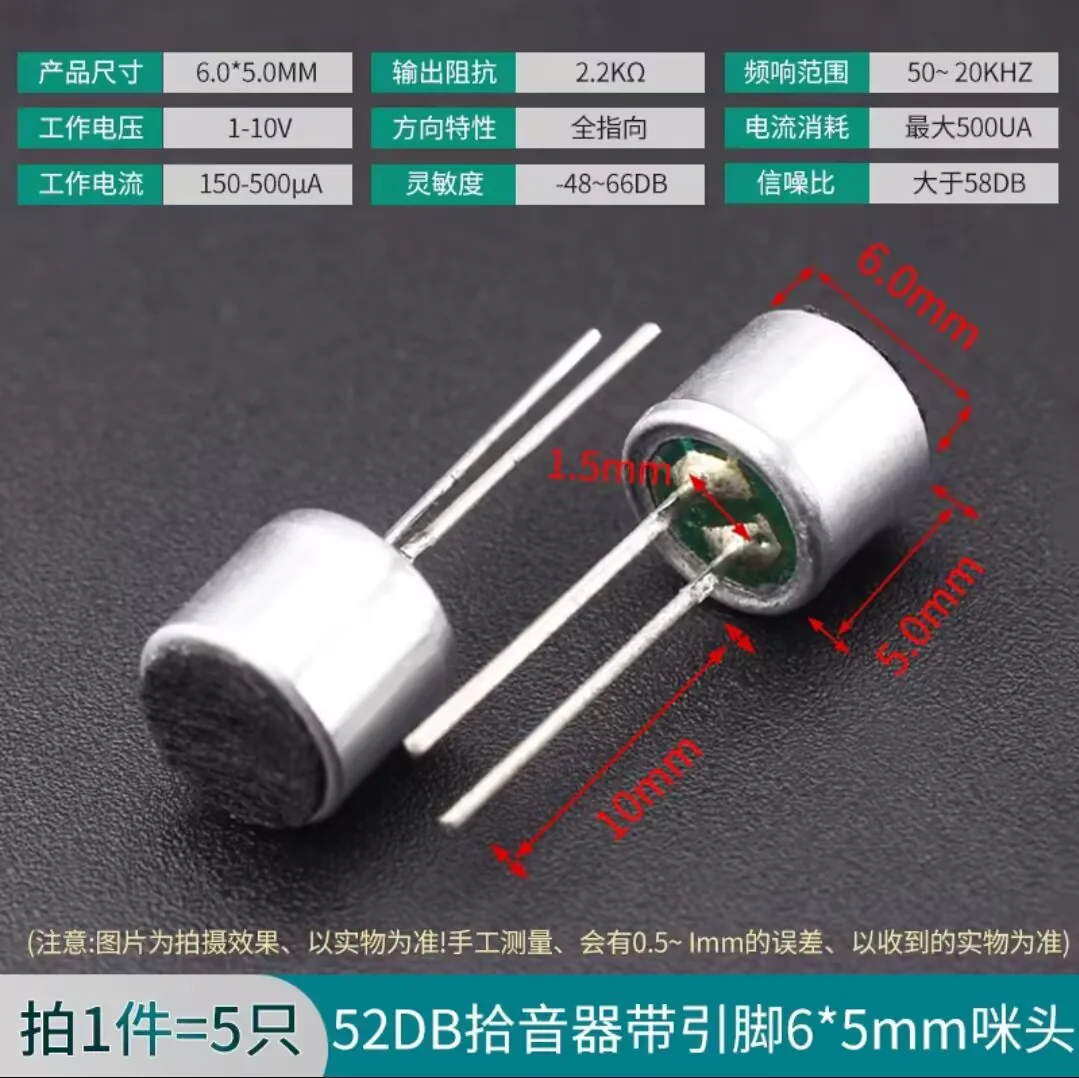 产品尺寸 6.0*5.0MM 输出阻抗 2.2KΩ 频响范围 50~ 20KHZ
工作电压 1-10V 方向特性 全指向 电流消耗 最大500UA
工作电流 150-500μA 灵敏度 -48~66DB 信噪比 大于58DB
6.0mm
1.5mm
5.0mm
10mm
(注意:图片为拍摄效果、以实物为准!手工测量、会有0.5~ Imm的误差、以收到的实物为准)
拍1件=5只 52DB拾音器带引脚6*5mm咪头